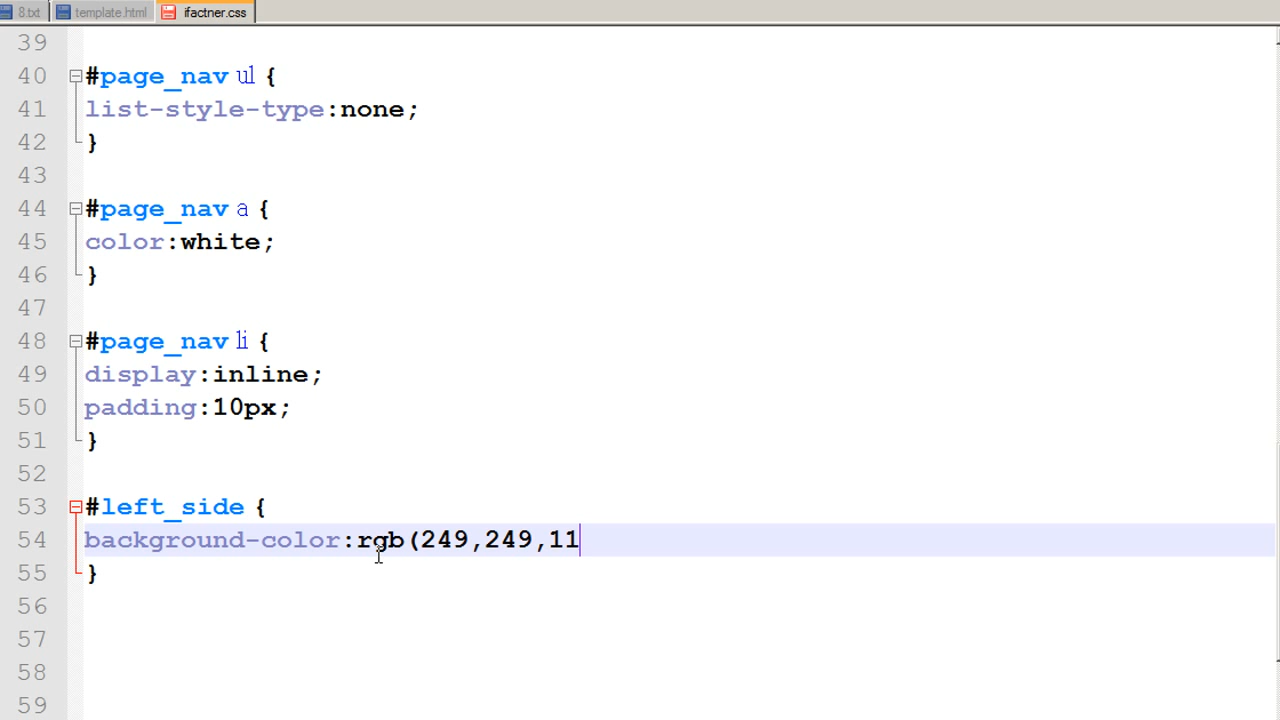 8.txt template.html ifactner.css
39
40 #page_nav ul {
41 list-style-type:none;
42 }
43
44 #page_nav a {
45 color:white;
46 }
47
48 #page_nav li {
49 display:inline;
50 padding:10px;
51 }
52
53 #left_side {
54 background-color:rgb(249,249,11
55 }
56
57
58
59